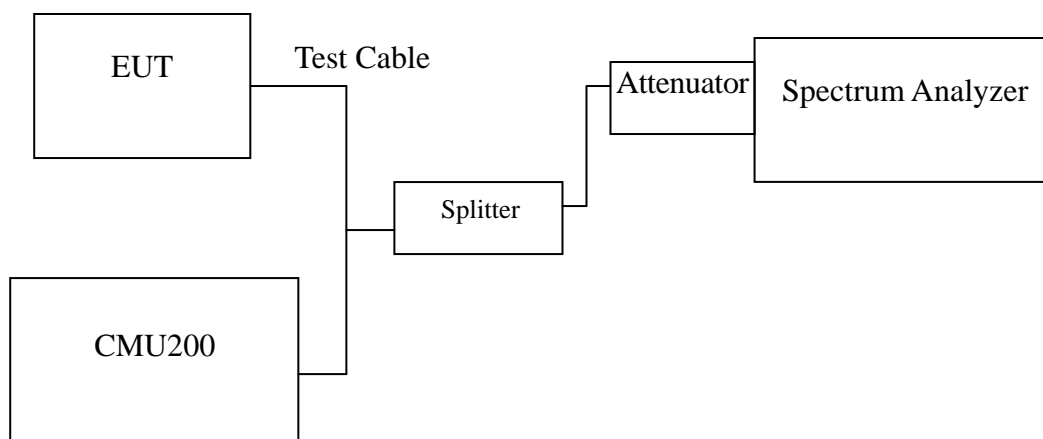 EUT
Test Cable
Attenuator
Spectrum Analyzer
Splitter
CMU200